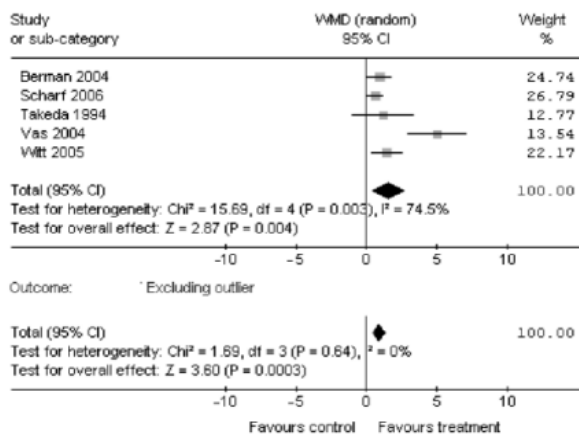 Study WMD (random) Weight
or sub-category 95% CI %
Berman 2004 24.74
Scharf 2006 26.79
Takeda 1994 12.77
Vas 2004 13.54
Witt 2005 22.17
Total (95% CI) 100.00
Test for heterogeneity: Chi² = 15.69, df = 4 (P = 0.003), I² = 74.5%
Test for overall effect: Z = 2.87 (P = 0.004)
-10 -5 0 5 10
Outcome: Excluding outlier
Total (95% CI) 100.00
Test for heterogeneity: Chi² = 1.69, df = 3 (P = 0.64), ² = 0%
Test for overall effect: Z = 3.60 (P = 0.0003)
-10 -5 0 5 10
Favours control Favours treatment